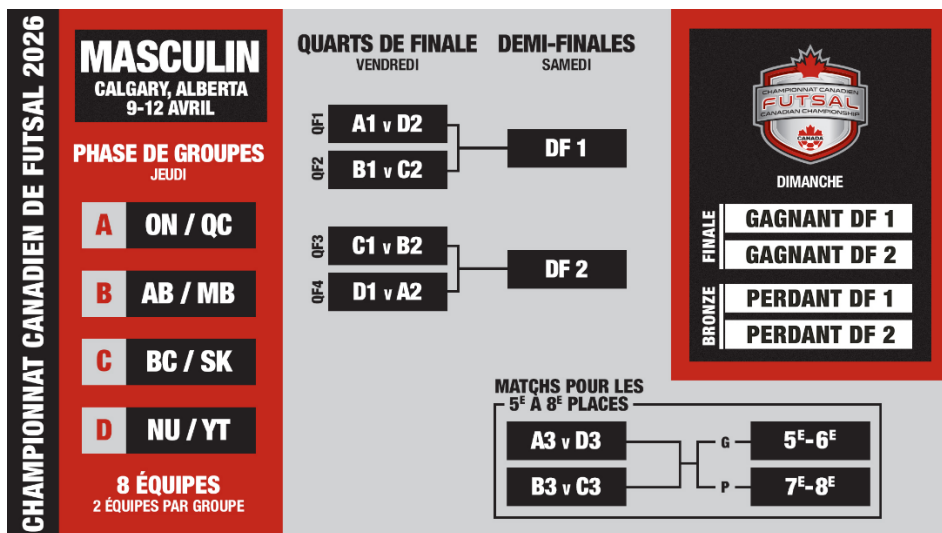 CHAMPIONNAT CANADIEN DE FUTSAL 2026
MASCULIN
CALGARY, ALBERTA
9-12 AVRIL
PHASE DE GROUPES
JEUDI
A
ON / QC
B
AB / MB
C
BC / SK
D
NU / YT
8 ÉQUIPES
2 ÉQUIPES PAR GROUPE
QUARTS DE FINALE
VENDREDI
QF1
A1 v D2
QF2
B1 v C2
QF3
C1 v B2
QF4
D1 v A2
DEMI-FINALES
SAMEDI
DF 1
DF 2
CHAMPIONNAT CANADIEN
FUTSAL
CANADIAN CHAMPIONSHIP
CANADA
DIMANCHE
FINALE
GAGNANT DF 1
GAGNANT DF 2
BRONZE
PERDANT DF 1
PERDANT DF 2
MATCHS POUR LES
5E À 8E PLACES
A3 v D3
B3 v C3
G
5E-6E
P
7E-8E